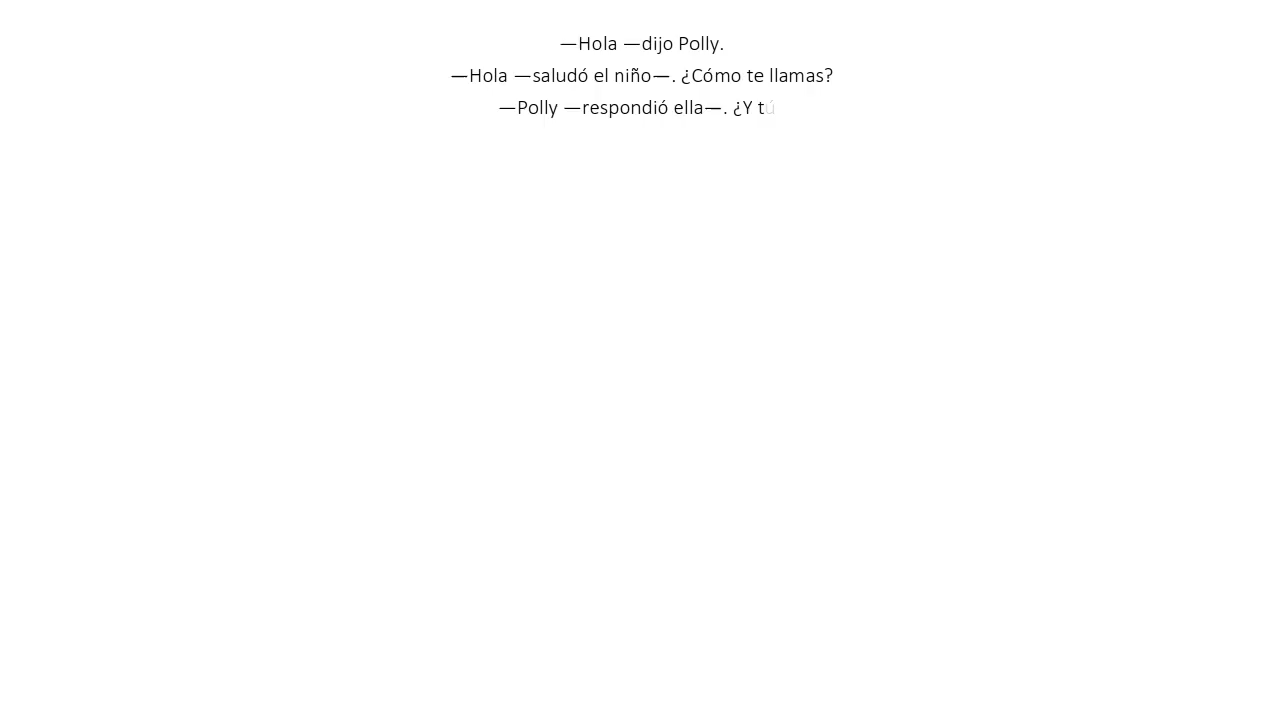 —Hola —dijo Polly.
—Hola —saludó el niño—. ¿Cómo te llamas?
—Polly —respondió ella—. ¿Y tú